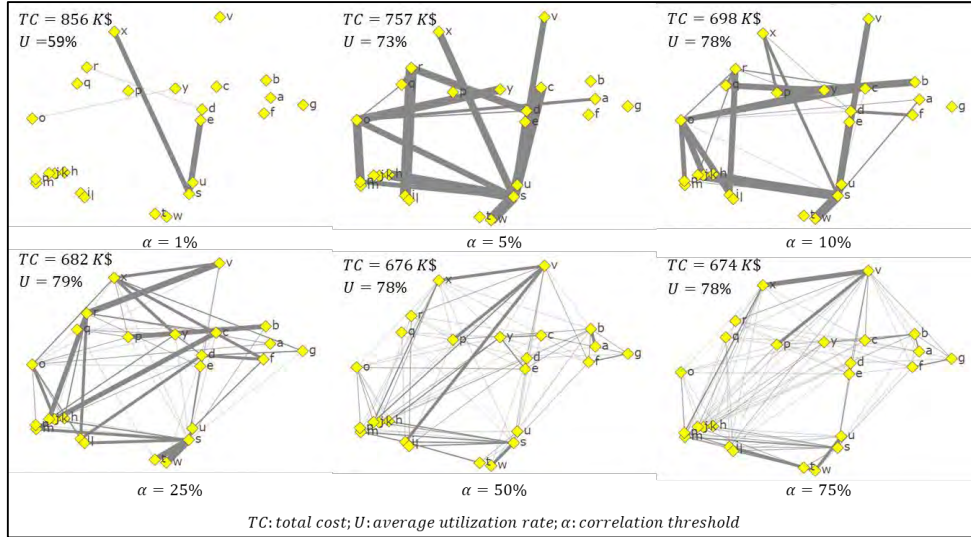 TC = 856 K$
U = 59%
v
x
r
q
p
y
c
b
a
f
g
d
e
o
j k h
n
m
i l
u
s
t w
α = 1%
TC = 757 K$
U = 73%
v
x
r
q
p
y
c
b
a
f
g
d
e
o
j k h
n
m
i l
u
s
t w
α = 5%
TC = 698 K$
U = 78%
v
x
r
q
p
y
c
b
a
f
g
d
e
o
j k h
n
m
i l
u
s
t w
α = 10%
TC = 682 K$
U = 79%
v
x
r
q
p
y
c
b
a
f
g
d
e
o
j k h
n
m
i l
u
s
t w
α = 25%
TC = 676 K$
U = 78%
v
x
r
q
p
y
c
b
a
f
g
d
e
o
j k h
n
m
i l
u
s
t w
α = 50%
TC = 674 K$
U = 78%
v
x
r
q
p
y
c
b
a
f
g
d
e
o
j k h
n
m
i l
u
s
t w
α = 75%
TC: total cost; U: average utilization rate; α: correlation threshold